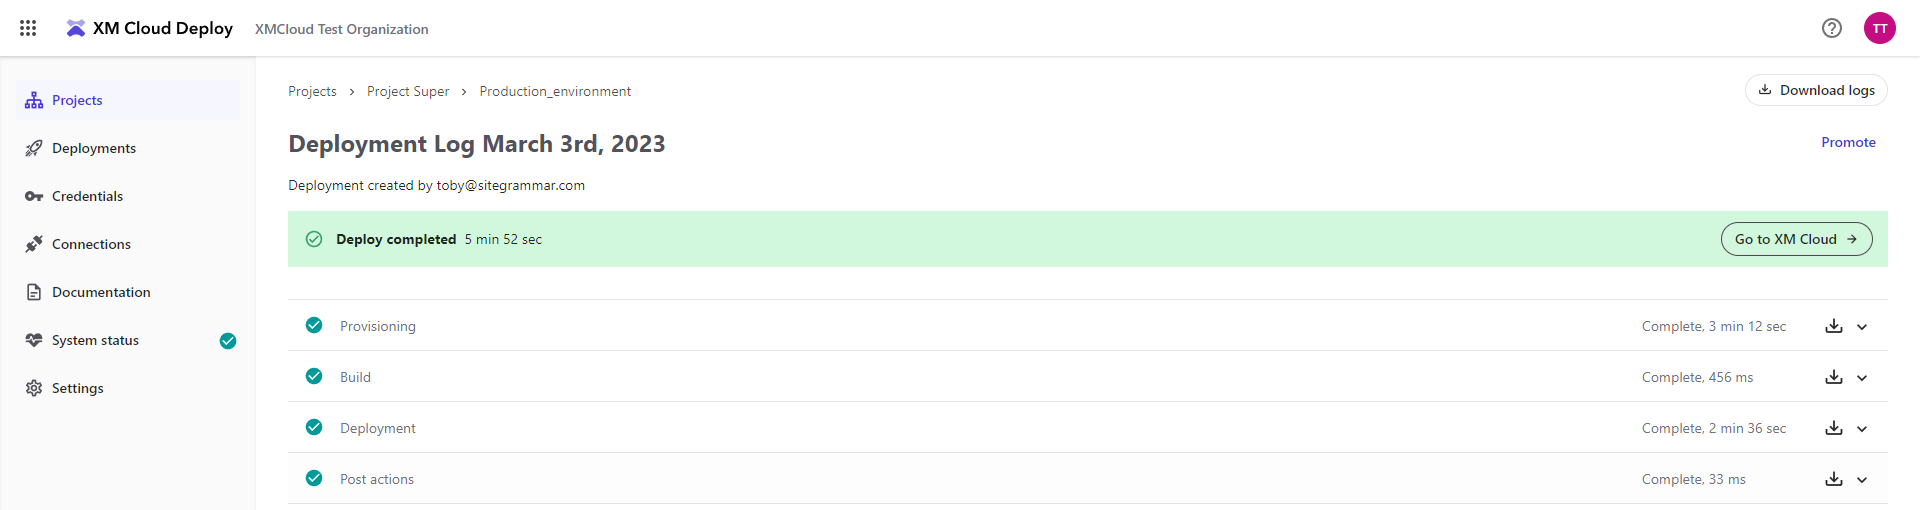 XM Cloud Deploy XMCloud Test Organization TT
Projects
Deployments
Credentials
Connections
Documentation
System status
Settings
Projects > Project Super > Production_environment Download logs
Deployment Log March 3rd, 2023 Promote
Deployment created by toby@sitegrammar.com
Deploy completed 5 min 52 sec Go to XM Cloud →
Provisioning Complete, 3 min 12 sec
Build Complete, 456 ms
Deployment Complete, 2 min 36 sec
Post actions Complete, 33 ms